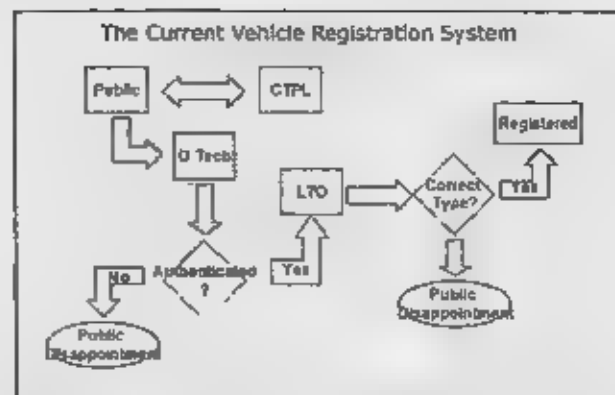 The Current Vehicle Registration System
Public
CTPL
Registered
D Tech
LTO
Correct
Type?
Yes
Authenticated
?
Yes
No
Public
Disappointment
Public
Disappointment